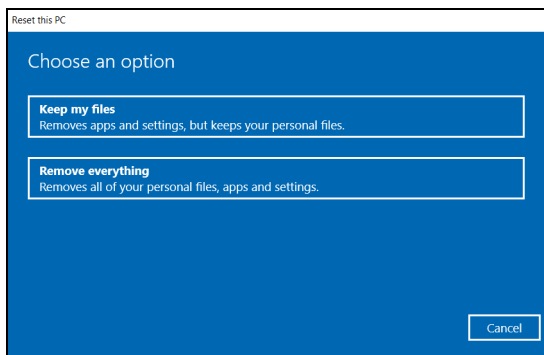 Reset this PC
Choose an option
Keep my files
Removes apps and settings, but keeps your personal files.
Remove everything
Removes all of your personal files, apps and settings.
Cancel